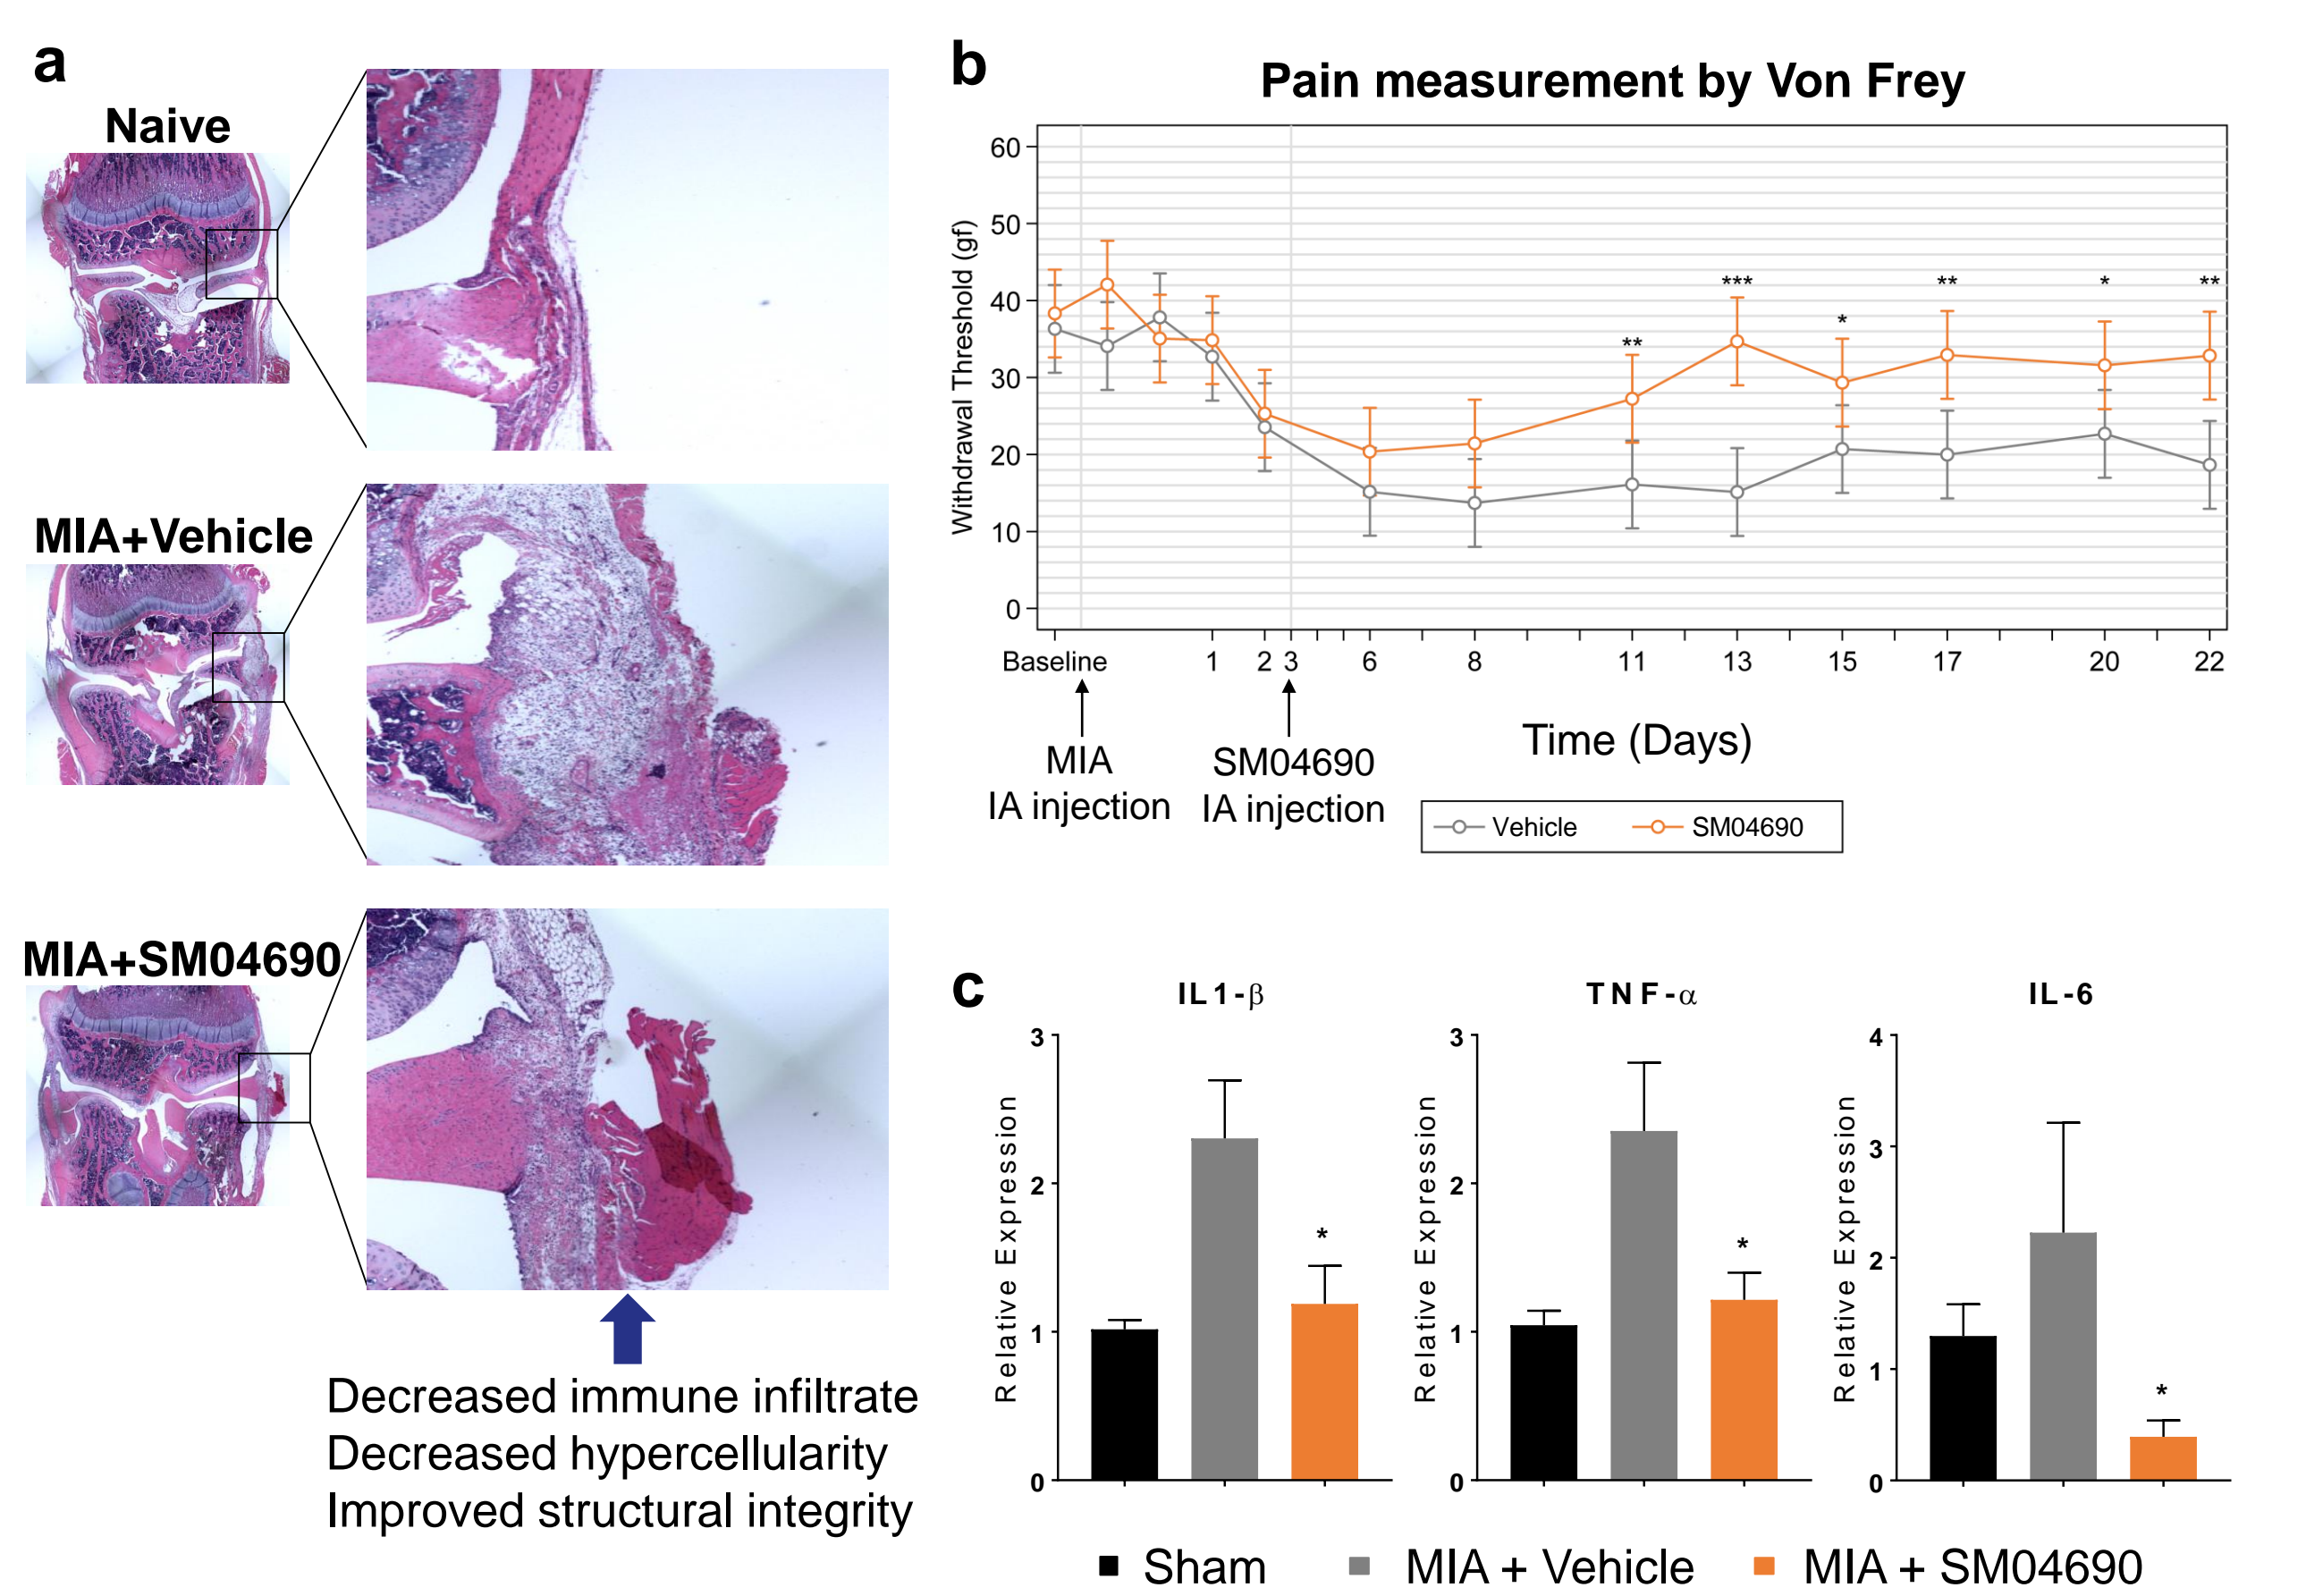 a
Naive
MIA+Vehicle
MIA+SM04690
Decreased immune infiltrate
Decreased hypercellularity
Improved structural integrity
b
Pain measurement by Von Frey
Withdrawal Threshold (gf)
60
50
40
30
20
10
0
** *** * ** * **
Baseline 1 2 3 6 8 11 13 15 17 20 22
MIA
IA injection
SM04690
IA injection
Time (Days)
Vehicle SM04690
c
IL1-β
Relative Expression
3
2
1
0
*
TNF-α
Relative Expression
3
2
1
0
*
IL-6
Relative Expression
4
3
2
1
0
*
Sham MIA + Vehicle MIA + SM04690